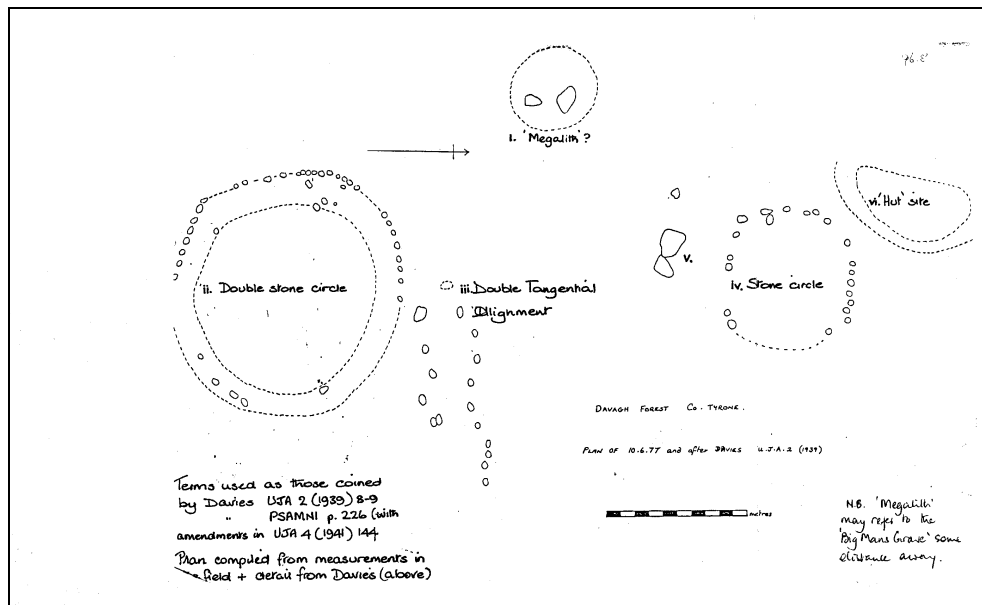 '76.8'
1. 'Megalith' ?
vi. 'Hut' site
v.
ii. Double stone circle
iii. Double Tangential
Alignment
iv. Stone circle
DAVAGH FOREST CO. TYRONE.
PLAN OF 10.6.77 and after DAVIES U.J.A. 2 (1939)
Terms used as those coined
by Davies UJA 2 (1939) 8-9
" PSAMNI p. 226 (with
amendments in UJA 4 (1941) 144
Plan compiled from measurements in
field + detail from Davies (above)
metres
N.B. 'Megalith'
may refer to the
'Big Mans Grave' some
distance away.